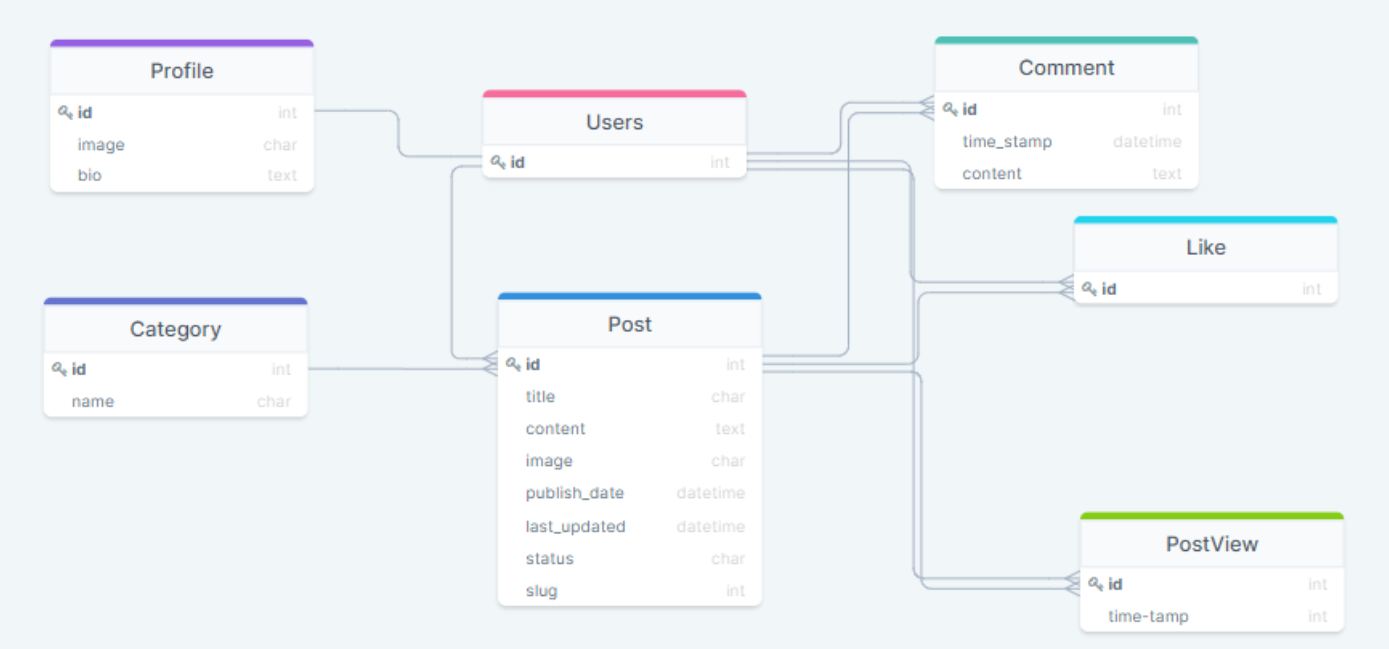 Profile
id int
image char
bio text
Users
id int
Comment
id int
time_stamp datetime
content text
Like
id int
Category
id int
name char
Post
id int
title char
content text
image char
publish_date datetime
last_updated datetime
status char
slug int
PostView
id int
time-tamp int